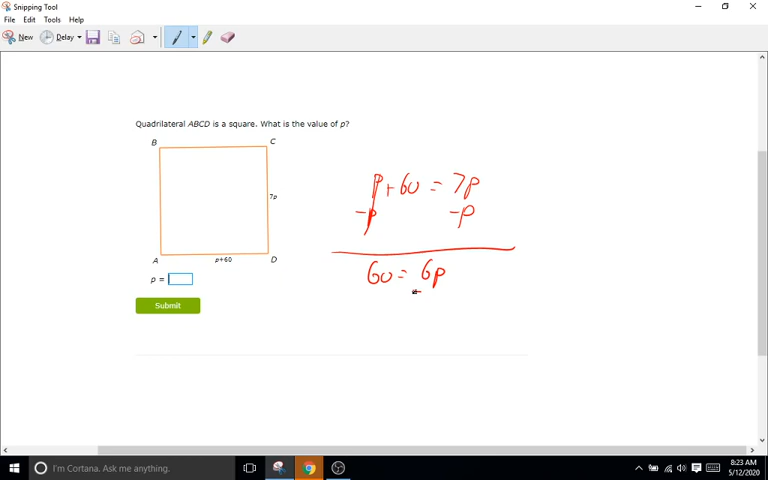 Snipping Tool
File Edit Tools Help
New Delay
Quadrilateral ABCD is a square. What is the value of p?
B C
7p
A p+60 D
p =
Submit
p+60 = 7p
-p -p
60 = 6p
I'm Cortana. Ask me anything.
8:23 AM
5/12/2020